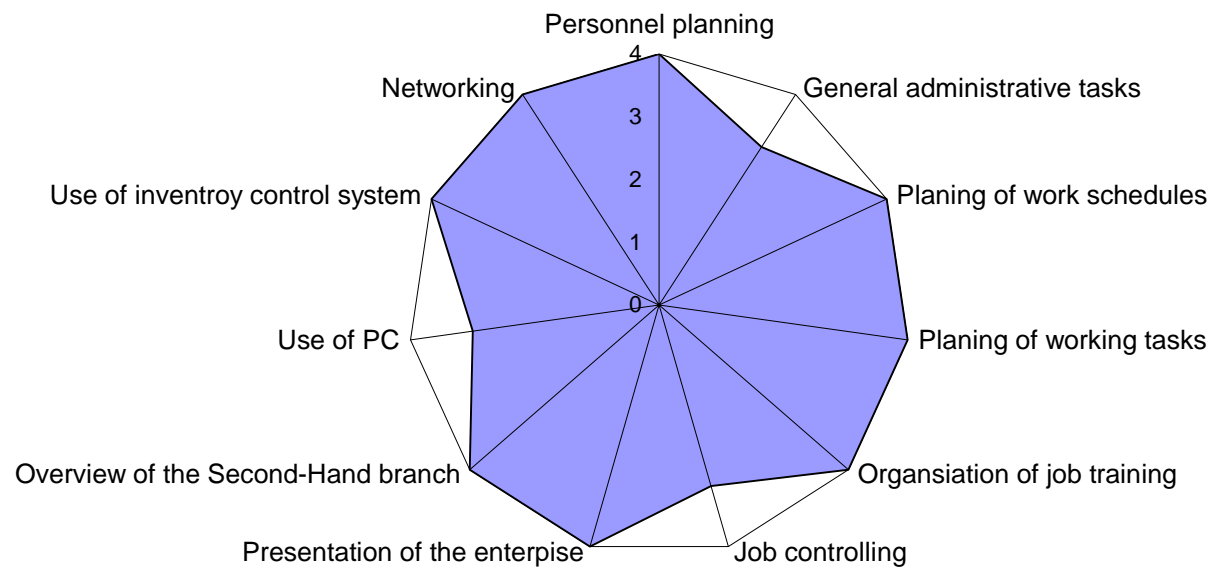 Personnel planning
4
Networking
General administrative tasks
3
2
Use of inventroy control system
Planing of work schedules
1
0
Use of PC
Planing of working tasks
Overview of the Second-Hand branch
Organsiation of job training
Presentation of the enterpise
Job controlling